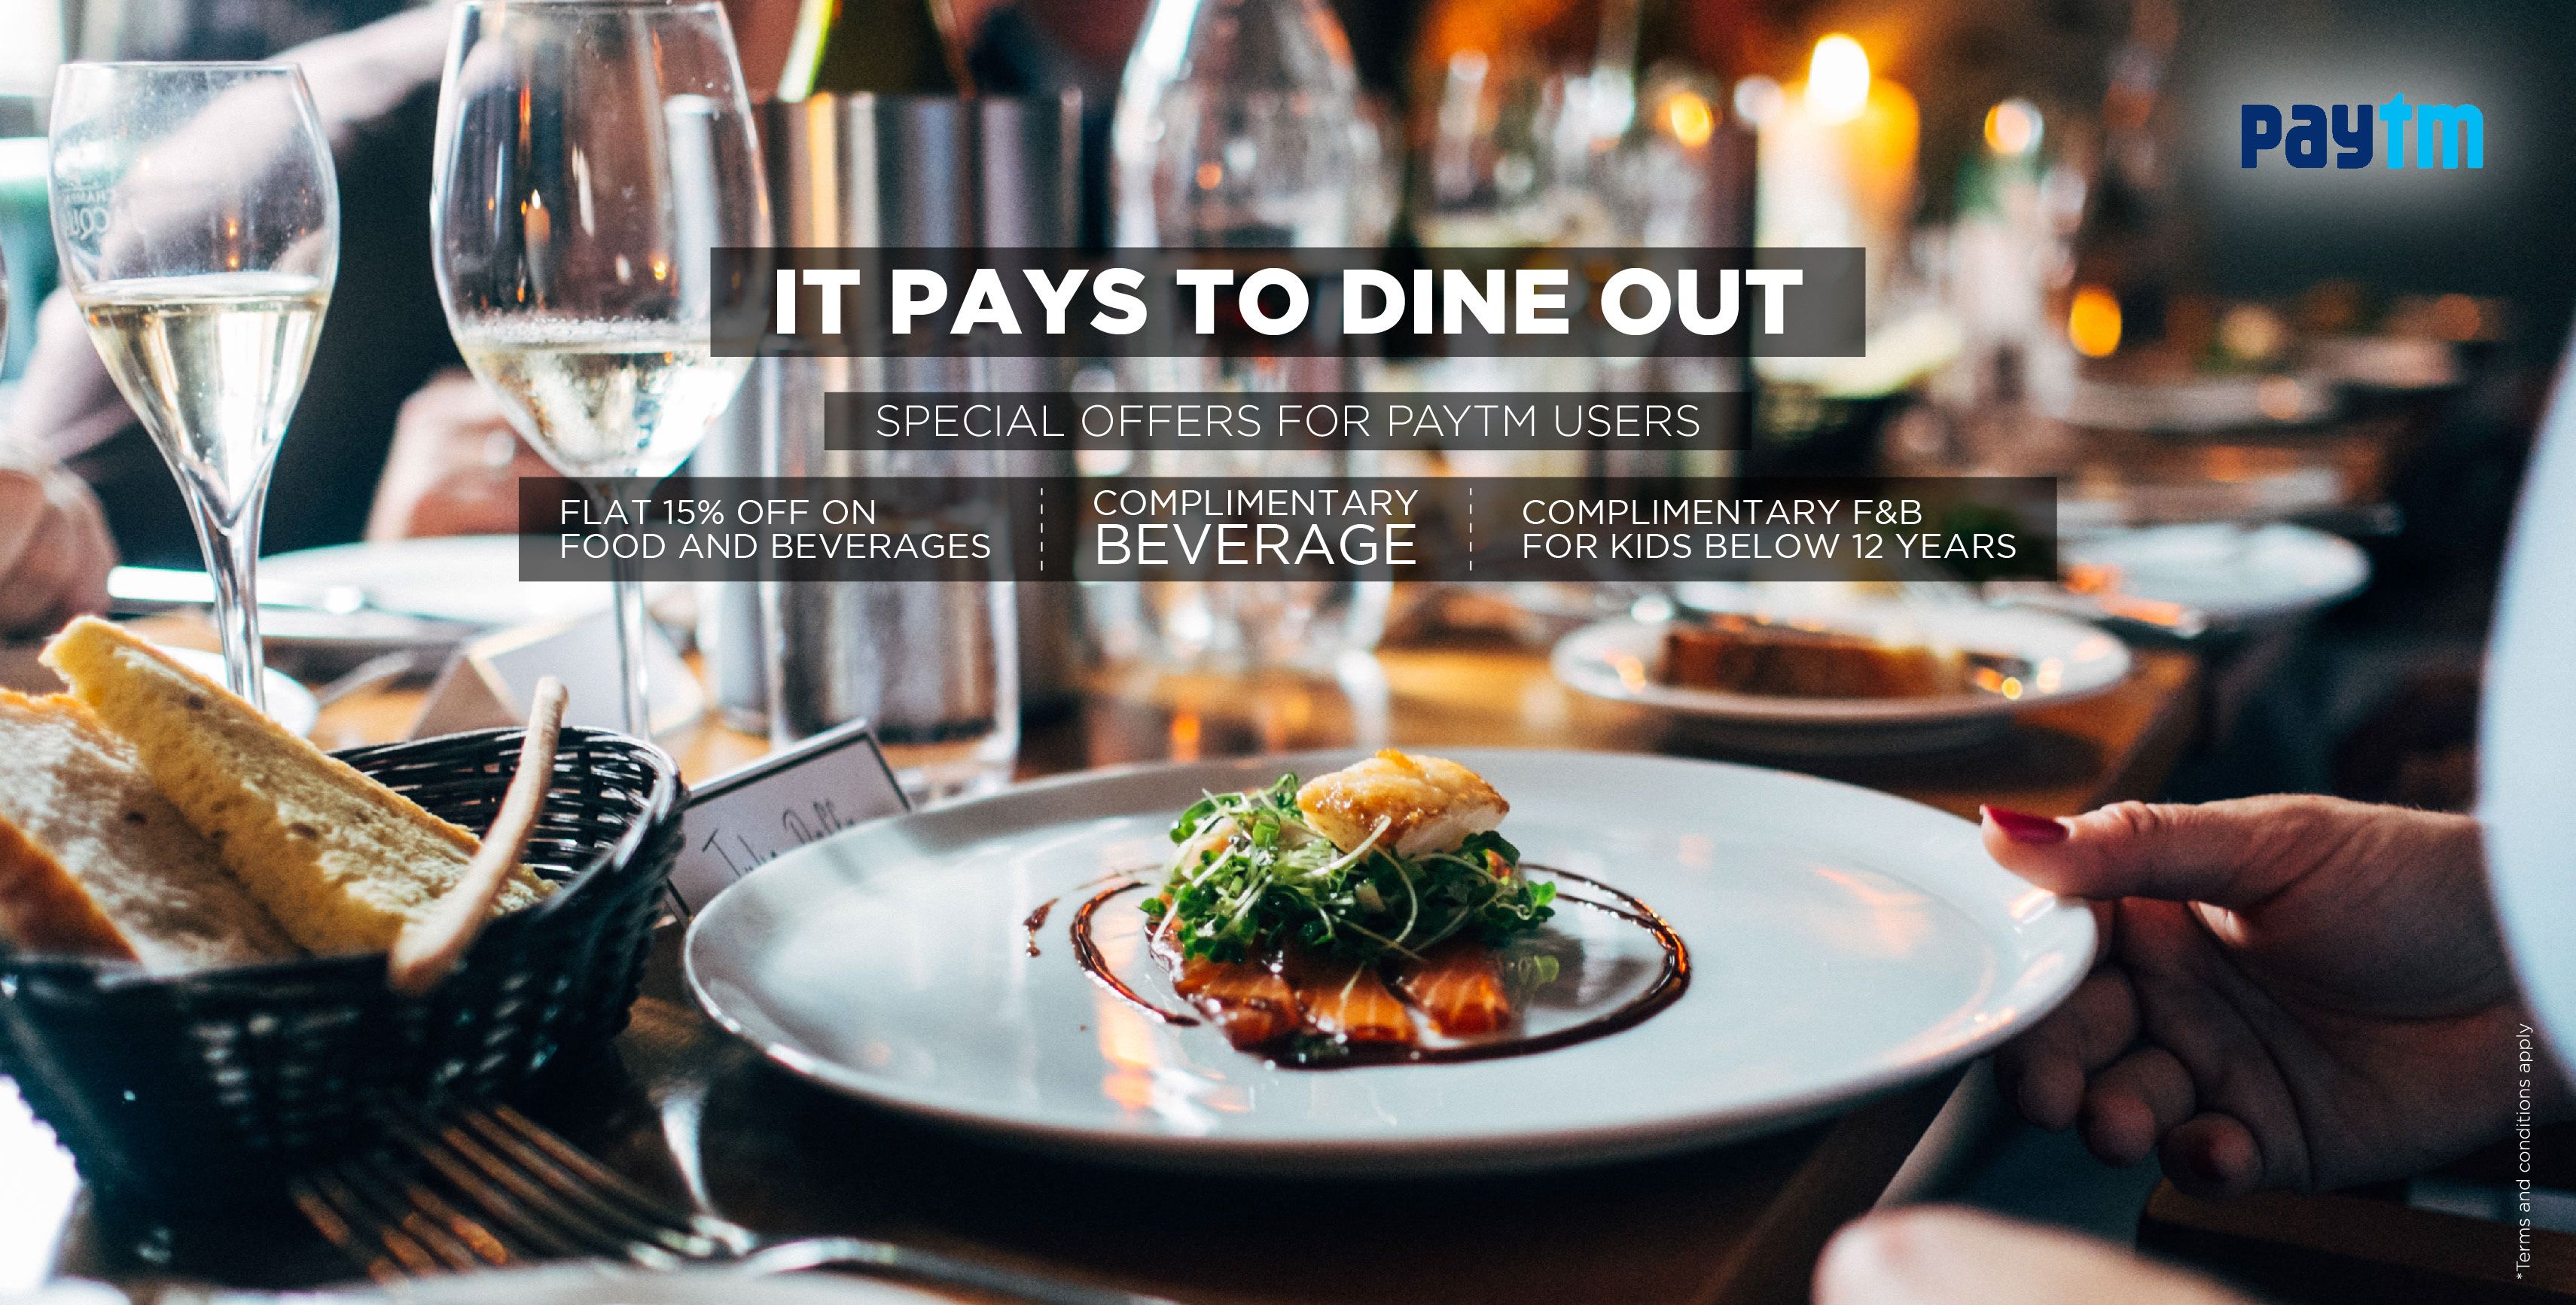 paytm
IT PAYS TO DINE OUT
SPECIAL OFFERS FOR PAYTM USERS
FLAT 15% OFF ON
FOOD AND BEVERAGES
COMPLIMENTARY
BEVERAGE
COMPLIMENTARY F&B
FOR KIDS BELOW 12 YEARS
*Terms and conditions apply